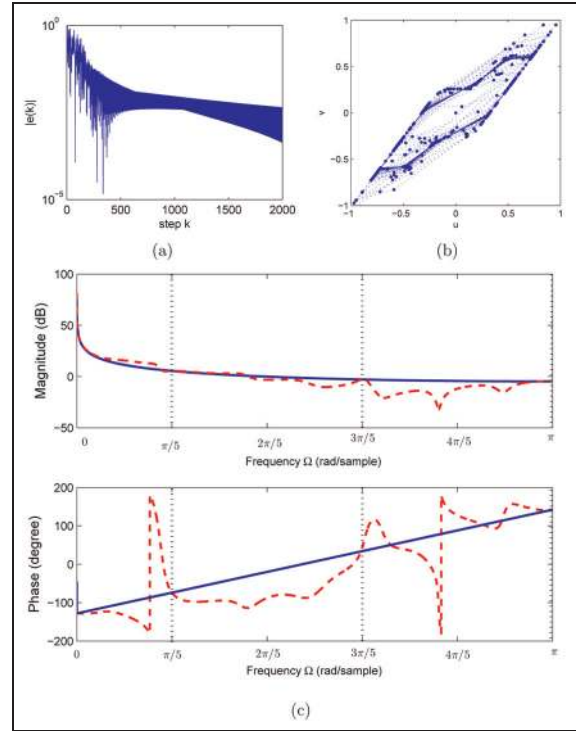 10^0
|e(k)|
10^-5
0 500 1000 1500 2000
step k
(a)
1
0.5
0
−0.5
−1
v
−1 −0.5 0 0.5 1
u
(b)
100
50
0
−50
Magnitude (dB)
0 π/5 2π/5 3π/5 4π/5 π
Frequency Ω (rad/sample)
200
100
0
−100
−200
Phase (degree)
0 π/5 2π/5 3π/5 4π/5 π
Frequency Ω (rad/sample)
(c)